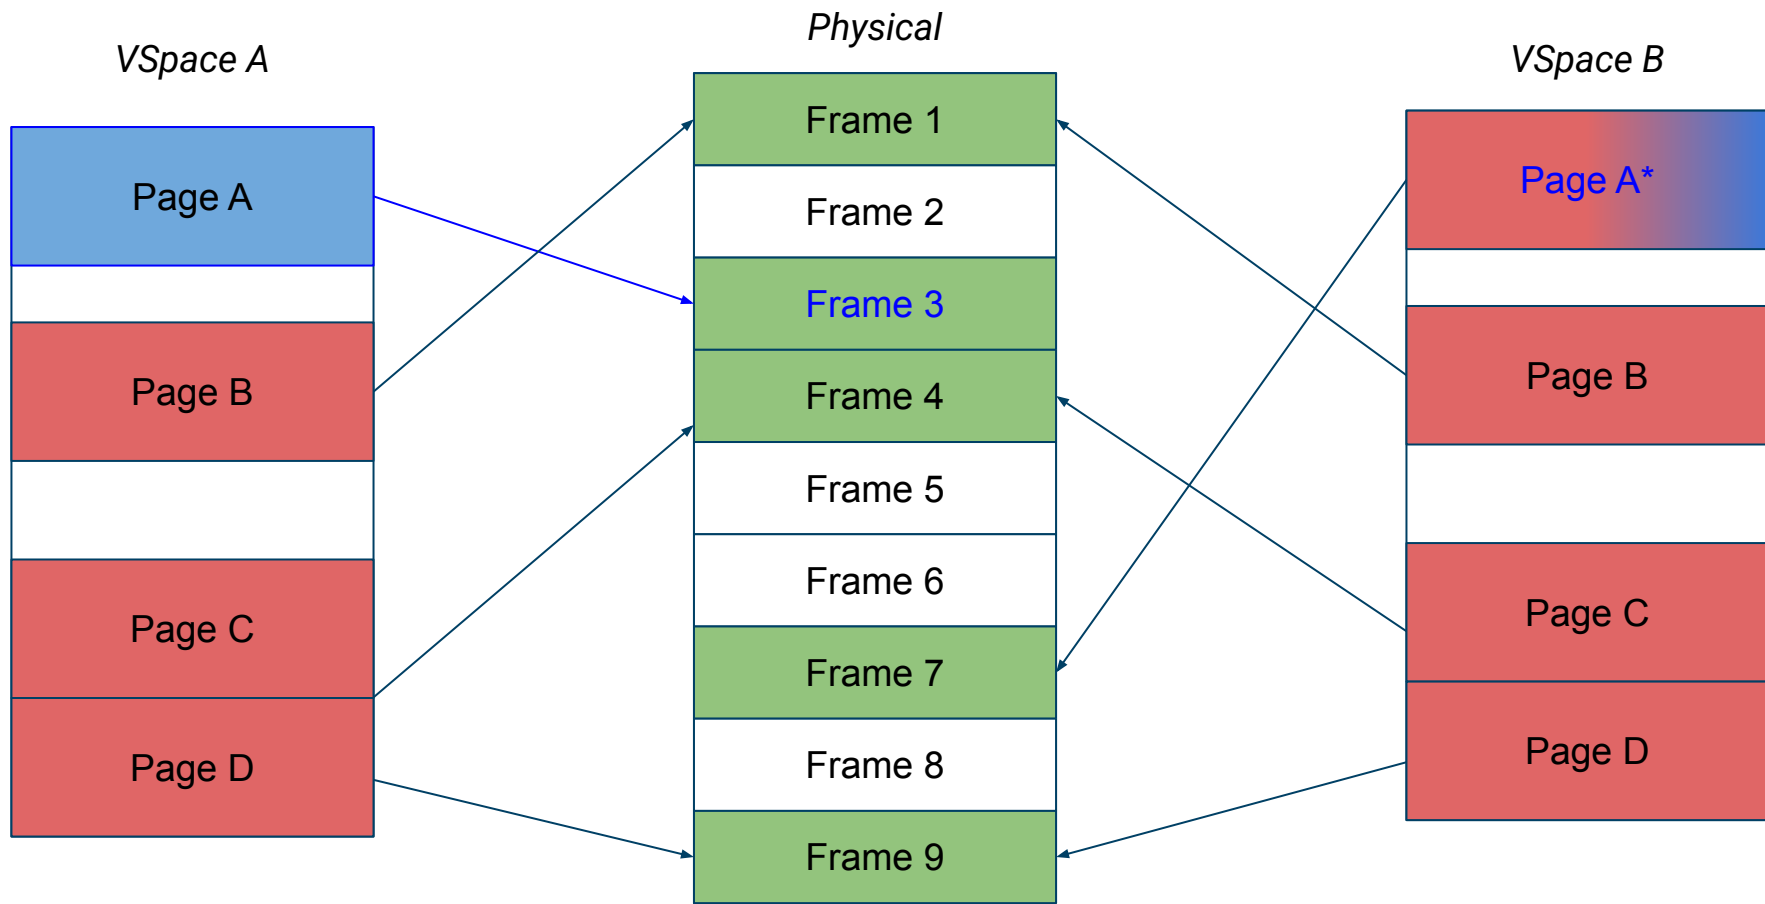 VSpace A
Page A
Page B
Page C
Page D
Physical
Frame 1
Frame 2
Frame 3
Frame 4
Frame 5
Frame 6
Frame 7
Frame 8
Frame 9
VSpace B
Page A*
Page B
Page C
Page D